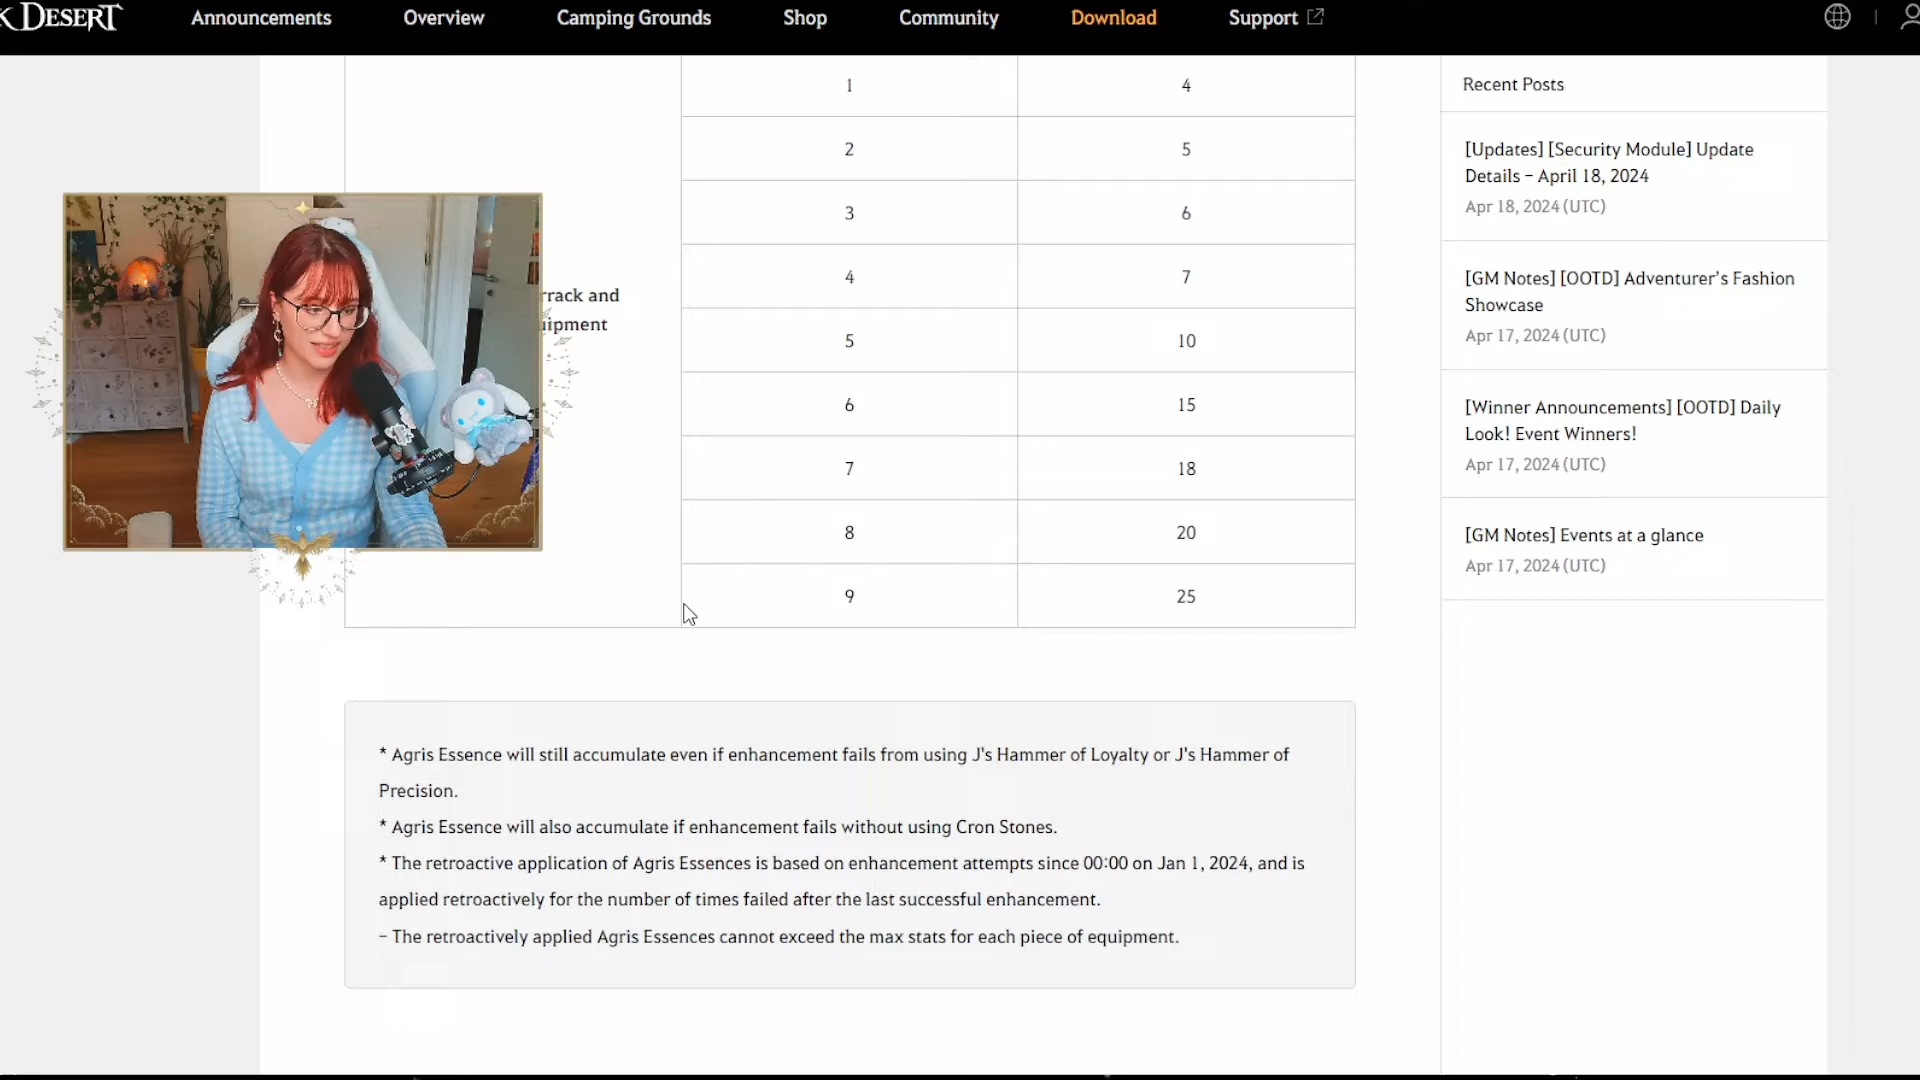 K DESERT Announcements Overview Camping Grounds Shop Community Download Support
1 4
2 5
3 6
4 7
rrack and
uipment
5 10
6 15
7 18
8 20
9 25
* Agris Essence will still accumulate even if enhancement fails from using J's Hammer of Loyalty or J's Hammer of
Precision.
* Agris Essence will also accumulate if enhancement fails without using Cron Stones.
* The retroactive application of Agris Essences is based on enhancement attempts since 00:00 on Jan 1, 2024, and is
applied retroactively for the number of times failed after the last successful enhancement.
– The retroactively applied Agris Essences cannot exceed the max stats for each piece of equipment.
Recent Posts
[Updates] [Security Module] Update
Details – April 18, 2024
Apr 18, 2024 (UTC)
[GM Notes] [OOTD] Adventurer's Fashion
Showcase
Apr 17, 2024 (UTC)
[Winner Announcements] [OOTD] Daily
Look! Event Winners!
Apr 17, 2024 (UTC)
[GM Notes] Events at a glance
Apr 17, 2024 (UTC)